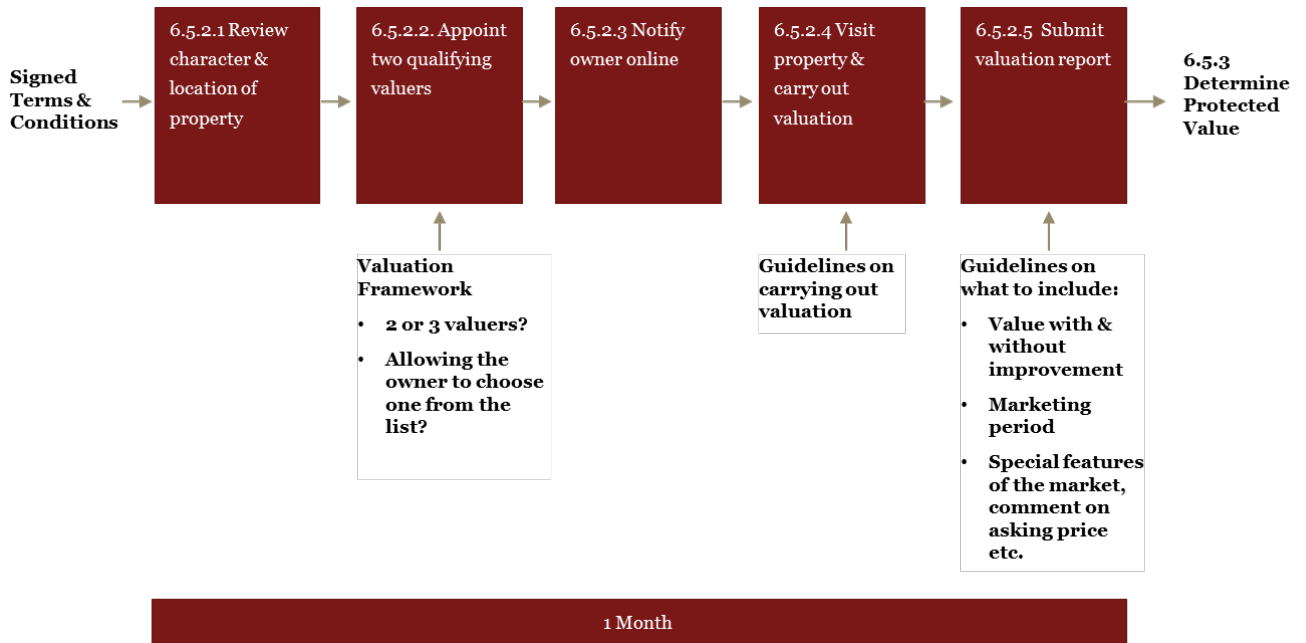 Signed
Terms &
Conditions
6.5.2.1 Review
character &
location of
property
6.5.2.2. Appoint
two qualifying
valuers
6.5.2.3 Notify
owner online
6.5.2.4 Visit
property &
carry out
valuation
6.5.2.5 Submit
valuation report
6.5.3
Determine
Protected
Value
Valuation
Framework
• 2 or 3 valuers?
• Allowing the
owner to choose
one from the
list?
Guidelines on
carrying out
valuation
Guidelines on
what to include:
• Value with &
without
improvement
• Marketing
period
• Special features
of the market,
comment on
asking price
etc.
1 Month